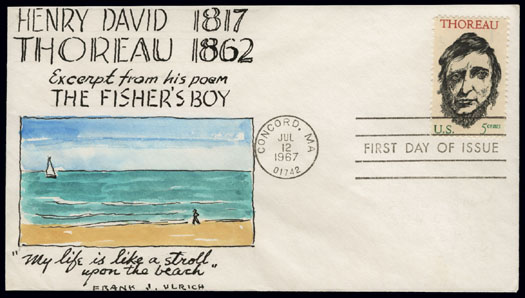 HENRY DAVID 1817
THOREAU 1862
Excerpt from his poem
THE FISHER'S BOY
"My life is like a stroll
upon the beach"
FRANK J. ULRICH
CONCORD, MA
JUL
12
1967
01742
THOREAU
U.S. 5 CENTS
FIRST DAY OF ISSUE